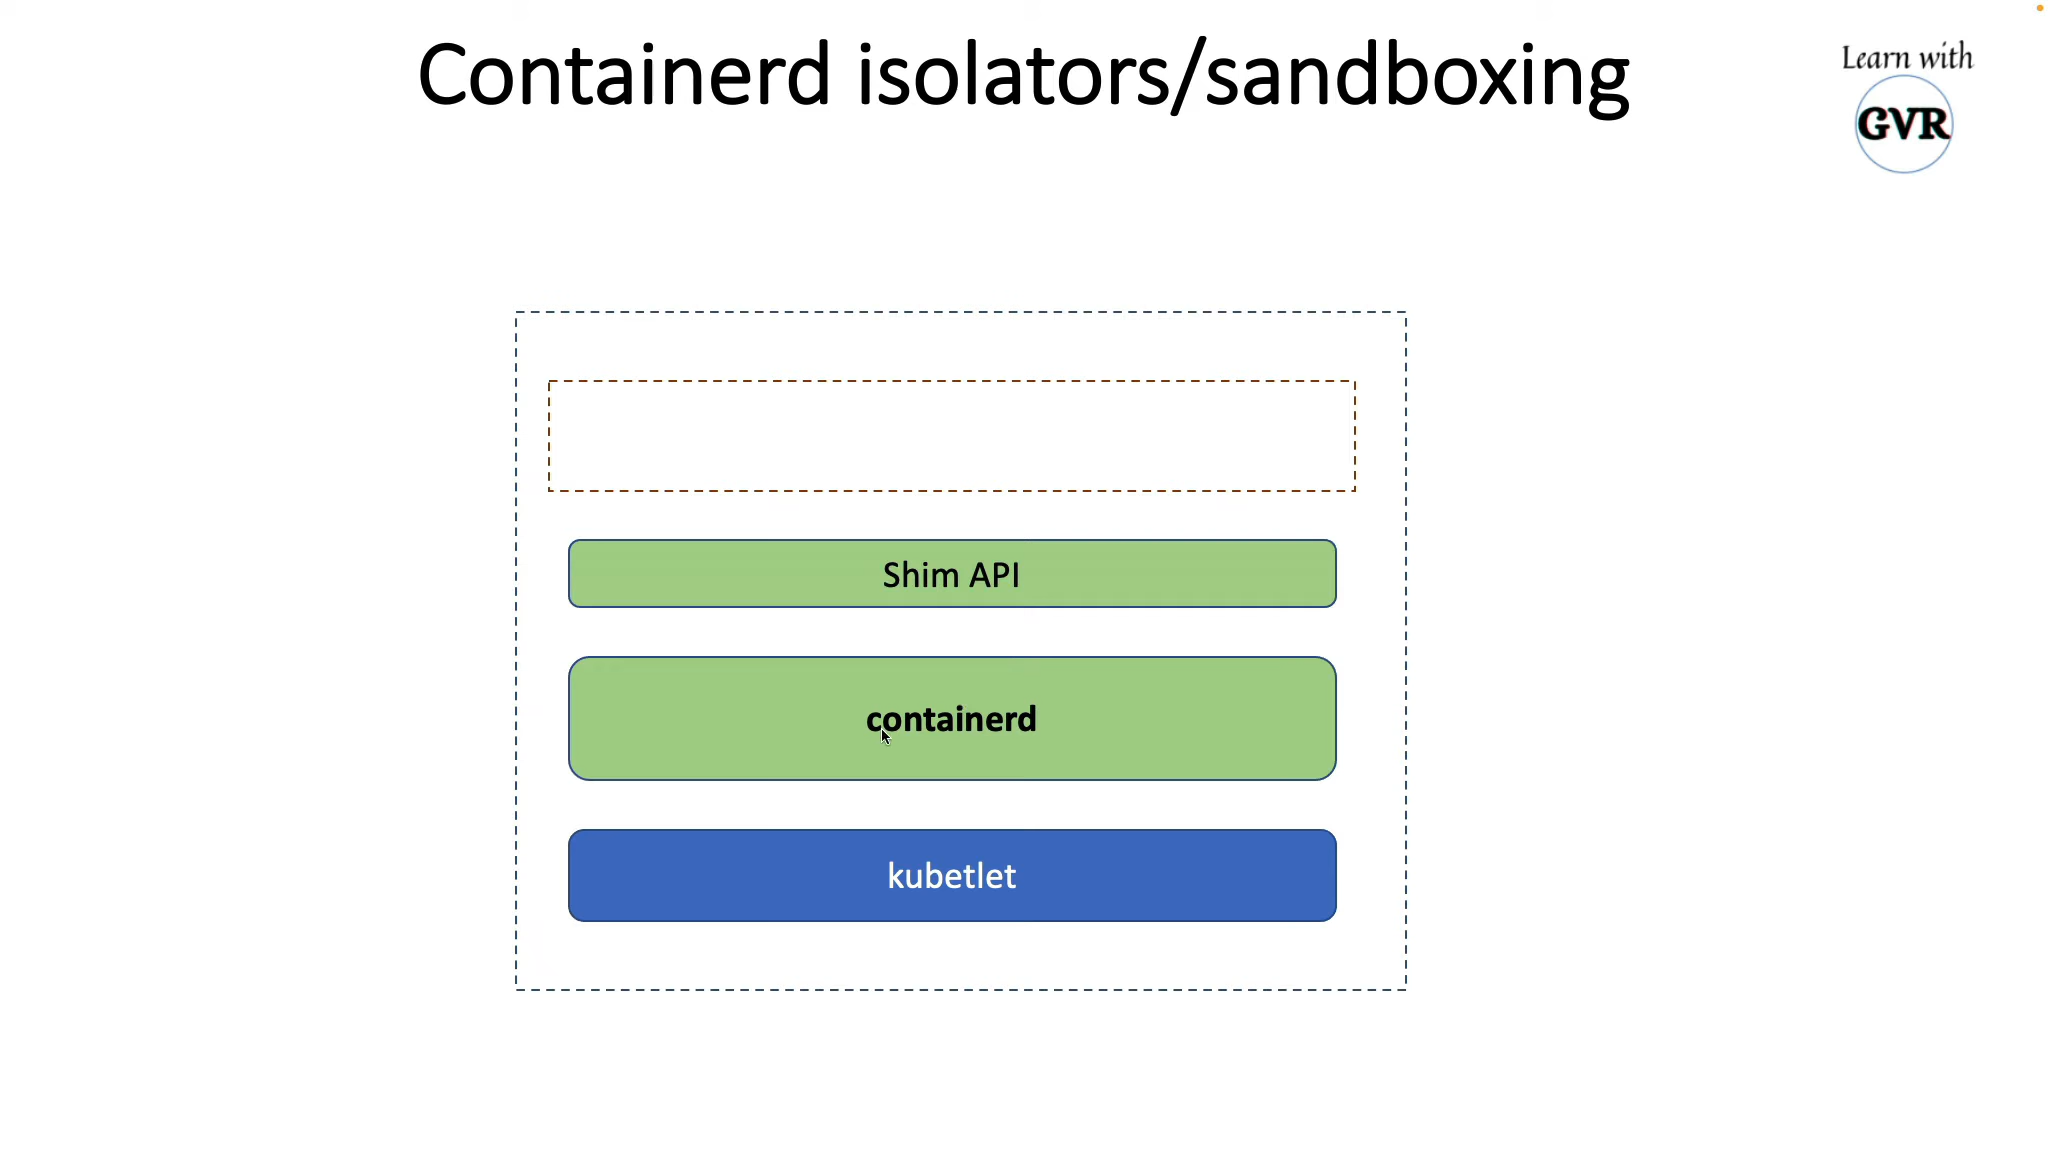 Containerd isolators/sandboxing
Learn with
GVR
Shim API
containerd
kubetlet